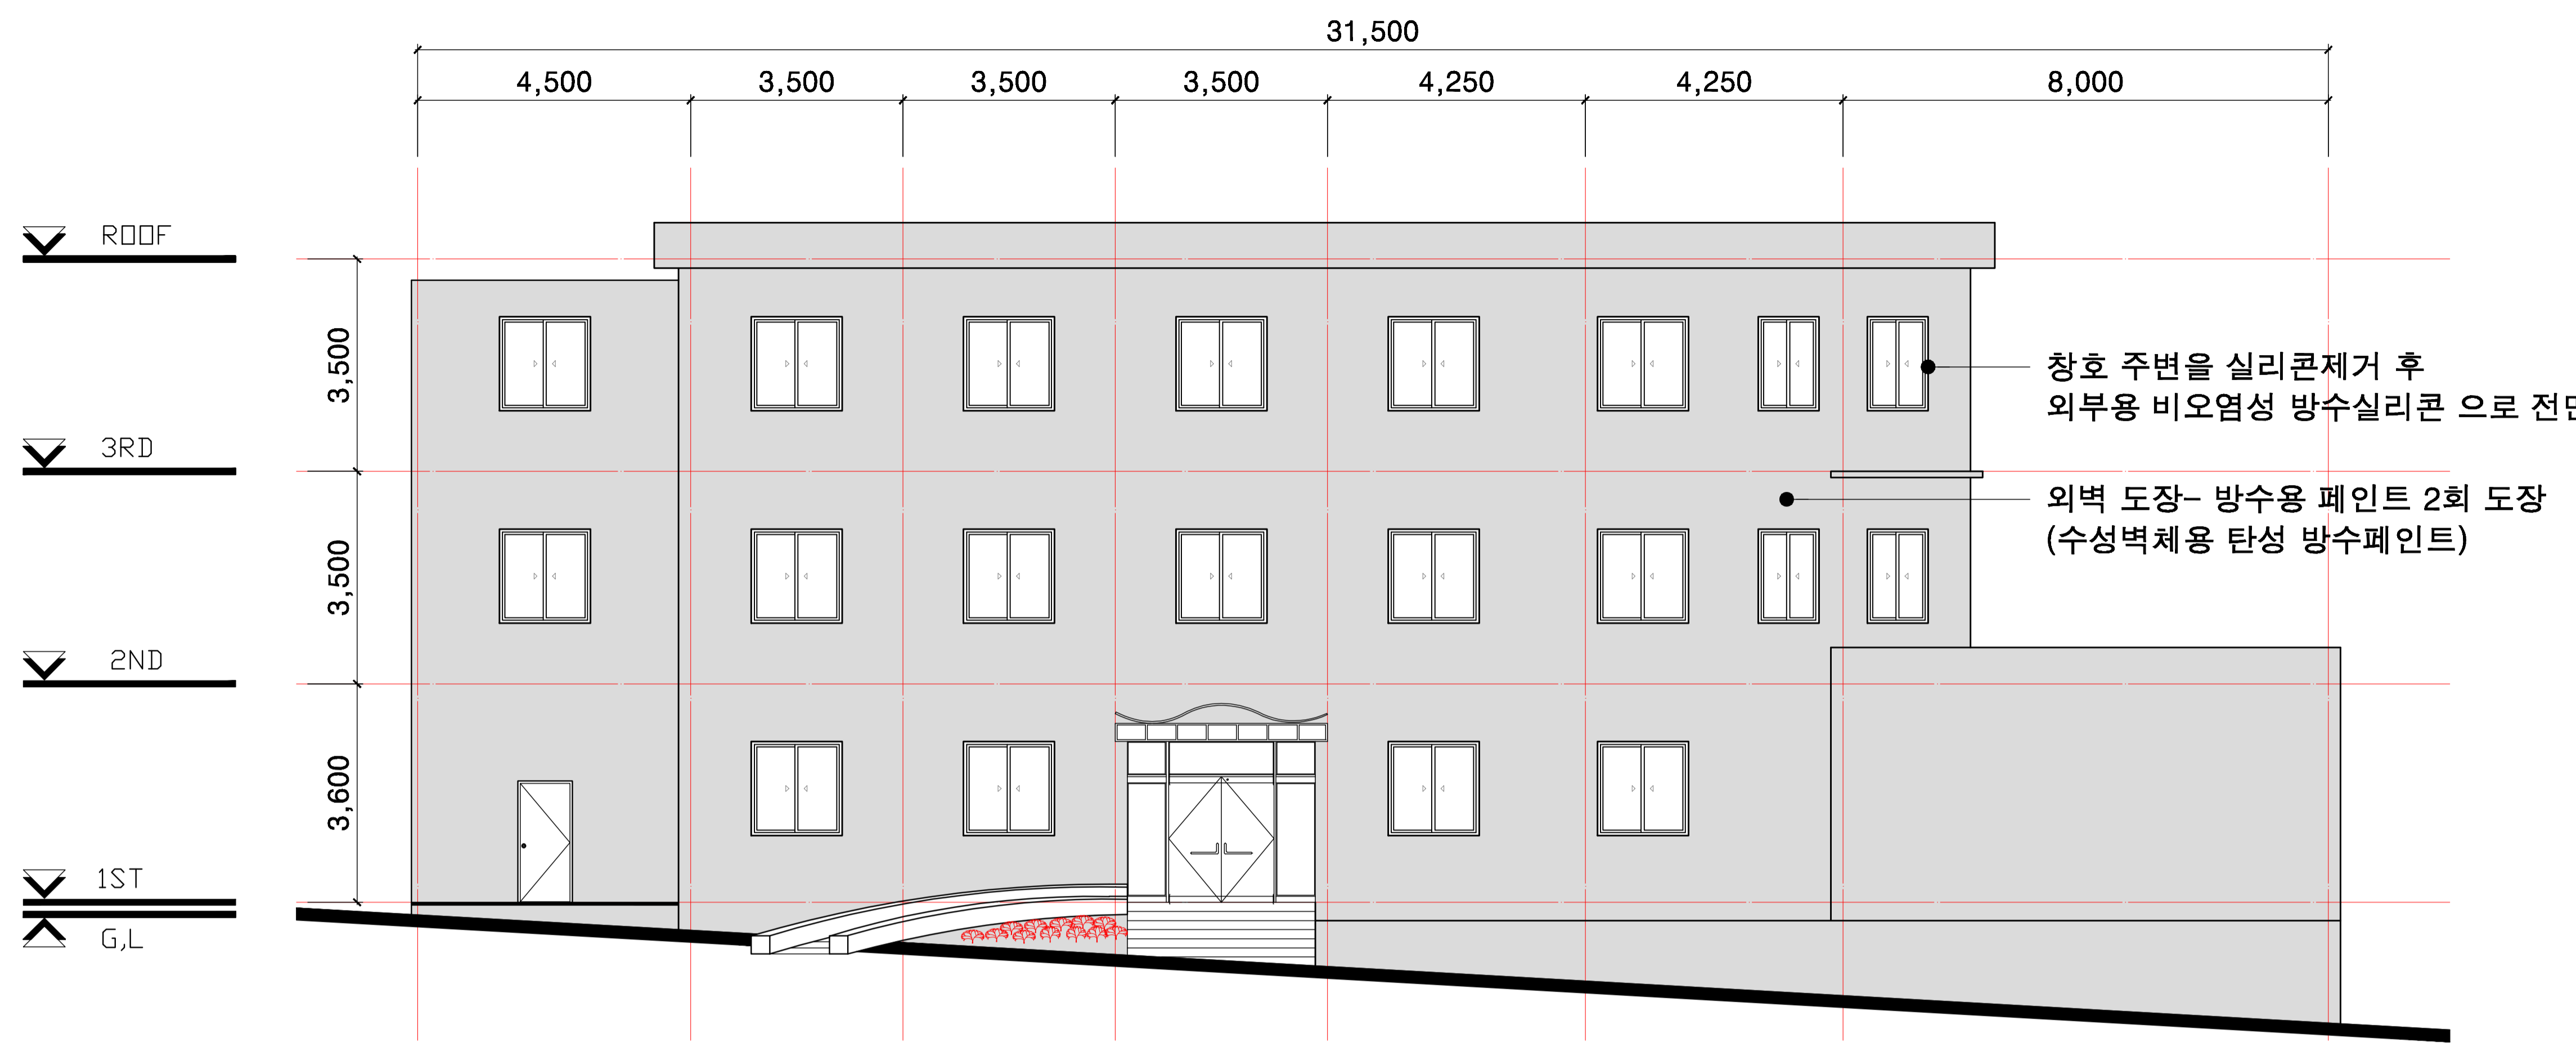 31,500
4,500 3,500 3,500 3,500 4,250 4,250 8,000
ROOF
3,500
창호 주변을 실리콘제거 후
외부용 비오염성 방수실리콘 으로
3RD
외벽 도장- 방수용 페인트 2회 도장
(수성벽체용 탄성 방수페인트)
3,500
2ND
3,600
1ST
G,L